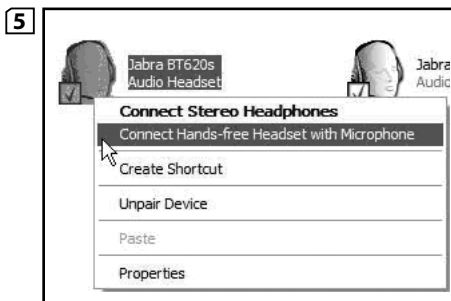 5
Jabra BT620s
Audio Headset
Jabra
Audio
Connect Stereo Headphones
Connect Hands-free Headset with Microphone
Create Shortcut
Unpair Device
Paste
Properties